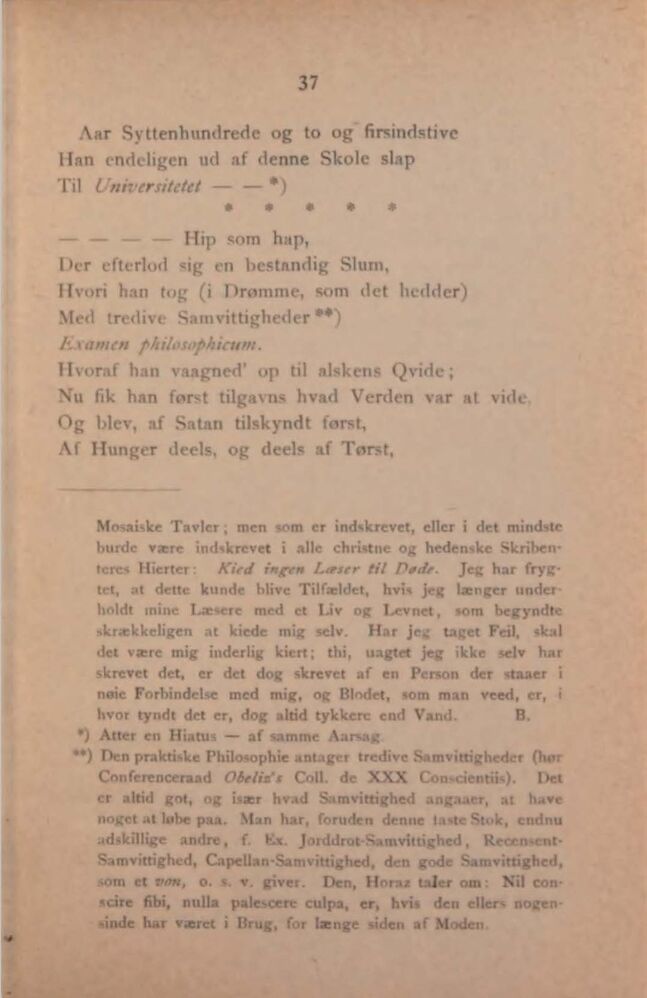 37
Aar Syttenhundrede og to og firsindstive
Han endeligen ud af denne Skole slap
Til Universitetet — — *)
* * * * *
— — — — Hip som hap,
Der efterlod sig en bestandig Slum,
Hvori han tog (i Drømme, som det hedder)
Med tredive Samvittigheder **)
Examen philosophicum.
Hvoraf han vaagned' op til alskens Qvide;
Nu fik han først tilgavns hvad Verden var at vide.
Og blev, af Satan tilskyndt først,
Af Hunger deels, og deels af Tørst,
Mosaiske Tavler; men som er indskrevet, eller i det mindste
burde være indskrevet i alle christne og hedenske Skriben-
teres Hierter: Kied ingen Læser til Døde. Jeg har fryg-
tet, at dette kunde blive Tilfældet, hvis jeg længer under-
holdt mine Læsere med et Liv og Levnet, som begyndte
skrækkeligen at kiede mig selv. Har jeg taget Feil, skal
det være mig inderlig kiert; thi, uagtet jeg ikke selv har
skrevet det, er det dog skrevet af en Person der staaer i
nøie Forbindelse med mig, og Blodet, som man veed, er, i
hvor tyndt det er, dog altid tykkere end Vand. B.
*) Atter en Hiatus — af samme Aarsag.
**) Den praktiske Philosophie antager tredive Samvittigheder (hør
Conferenceraad Obeliz's Coll. de XXX Conscientiis). Det
er altid got, og især hvad Samvittighed angaaer, at have
noget at løbe paa. Man har, foruden denne faste Stok, endnu
adskillige andre, f. Ex. Jorddrot-Samvittighed, Recensent-
Samvittighed, Capellan-Samvittighed, den gode Samvittighed,
som et von, o. s. v. giver. Den, Horaz taler om: Nil con-
scire fibi, nulla palescere culpa, er, hvis den ellers nogen-
sinde har været i Brug, for længe siden af Moden.